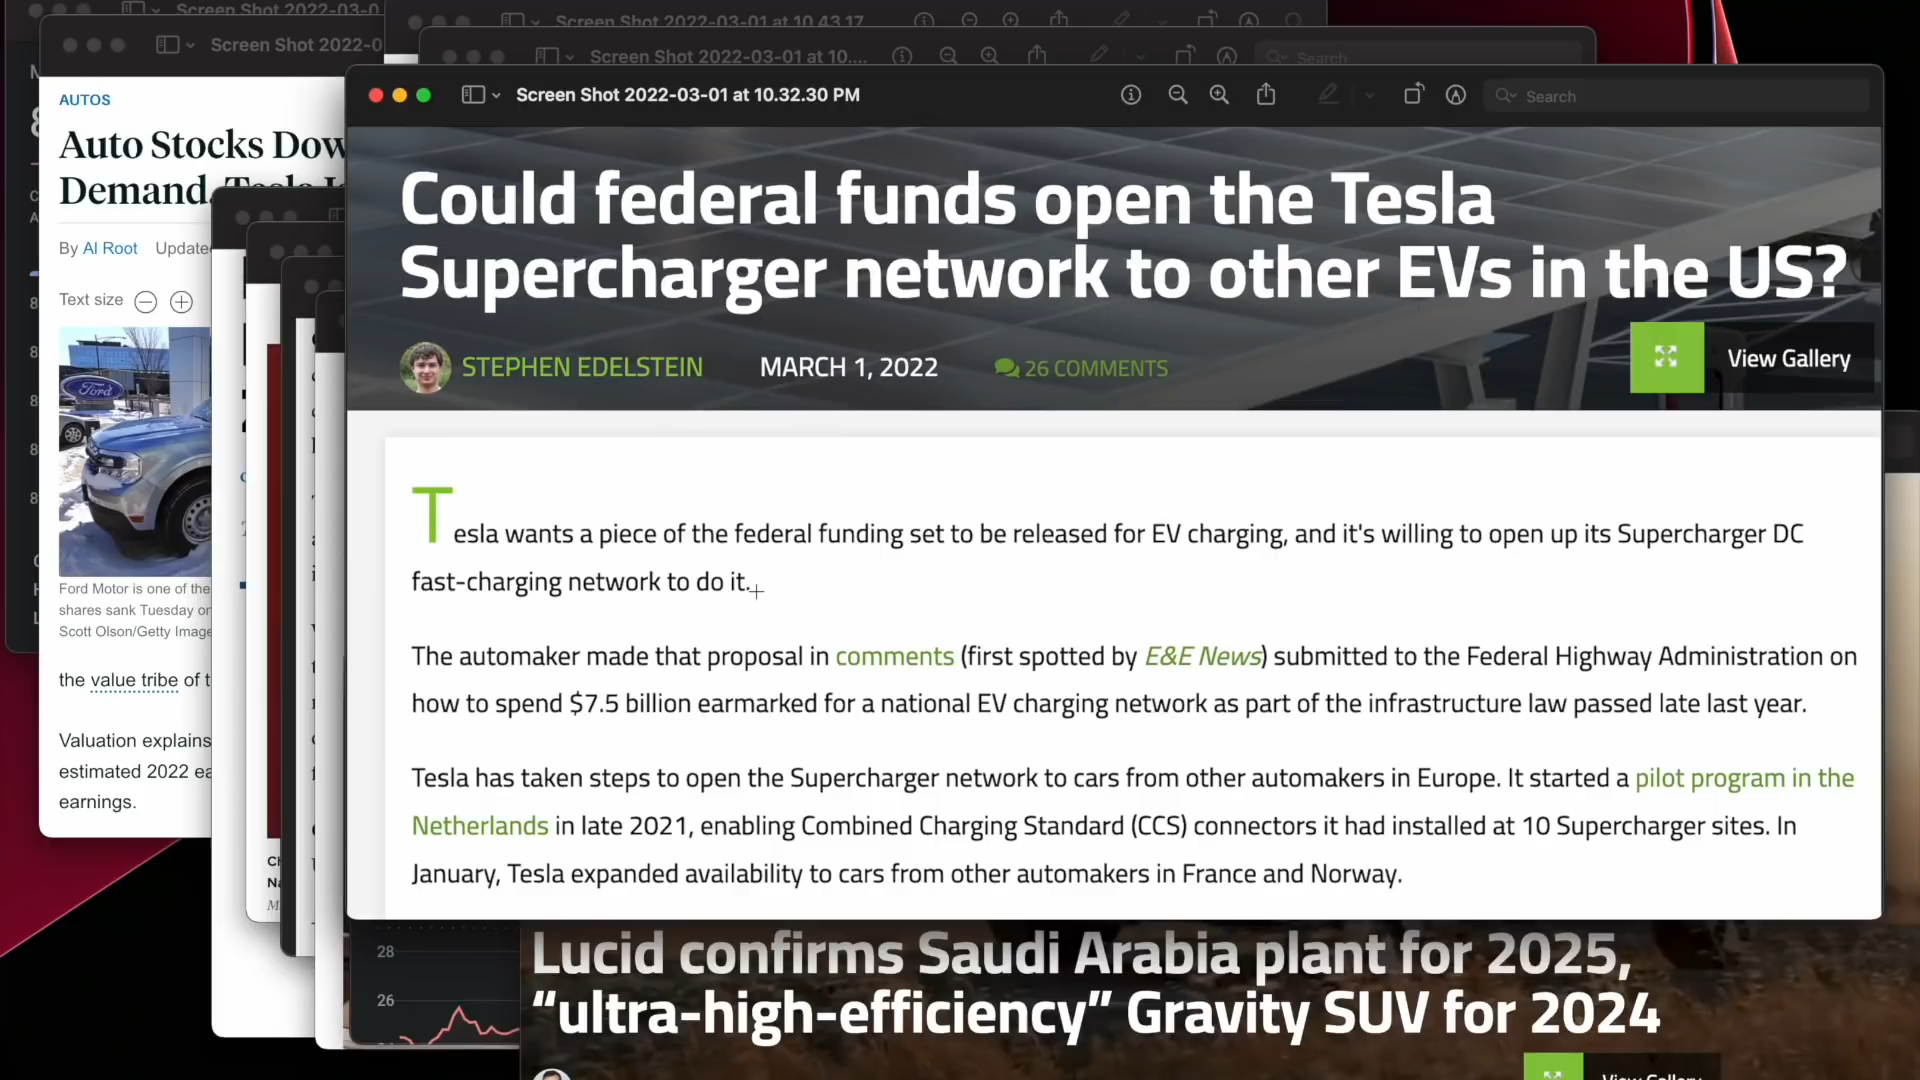 Screen Shot 2022-03-0
Screen Shot 2022-03-01 at 10.43.17
Screen Shot 2022-03-0
Screen Shot 2022-03-01 at 10....
Search
Screen Shot 2022-03-01 at 10.32.30 PM
Search
AUTOS
Auto Stocks Dow
Demand.
By Al Root Update
Text size
Ford
Ford Motor is one of the
shares sank Tuesday on
Scott Olson/Getty Image
the value tribe of t
Valuation explains
estimated 2022 ea
earnings.
Could federal funds open the Tesla
Supercharger network to other EVs in the US?
STEPHEN EDELSTEIN MARCH 1, 2022 26 COMMENTS
View Gallery
Tesla wants a piece of the federal funding set to be released for EV charging, and it's willing to open up its Supercharger DC
fast-charging network to do it.
The automaker made that proposal in comments (first spotted by E&E News) submitted to the Federal Highway Administration on
how to spend $7.5 billion earmarked for a national EV charging network as part of the infrastructure law passed late last year.
Tesla has taken steps to open the Supercharger network to cars from other automakers in Europe. It started a pilot program in the
Netherlands in late 2021, enabling Combined Charging Standard (CCS) connectors it had installed at 10 Supercharger sites. In
January, Tesla expanded availability to cars from other automakers in France and Norway.
28
26
Lucid confirms Saudi Arabia plant for 2025,
“ultra-high-efficiency” Gravity SUV for 2024
View Gallery